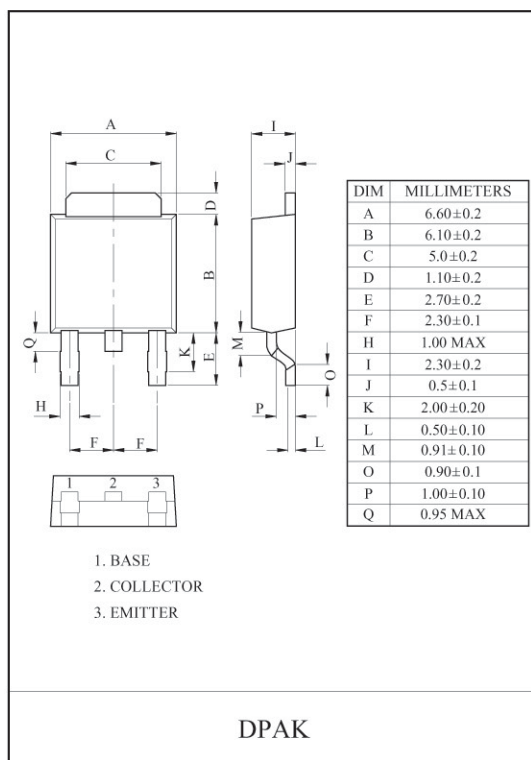 A
C
D
B
Q
K
E
H
F F
1 2 3
I
J
M
O
P
L
DIM MILLIMETERS
A 6.60±0.2
B 6.10±0.2
C 5.0±0.2
D 1.10±0.2
E 2.70±0.2
F 2.30±0.1
H 1.00 MAX
I 2.30±0.2
J 0.5±0.1
K 2.00±0.20
L 0.50±0.10
M 0.91±0.10
O 0.90±0.1
P 1.00±0.10
Q 0.95 MAX
1. BASE
2. COLLECTOR
3. EMITTER
DPAK